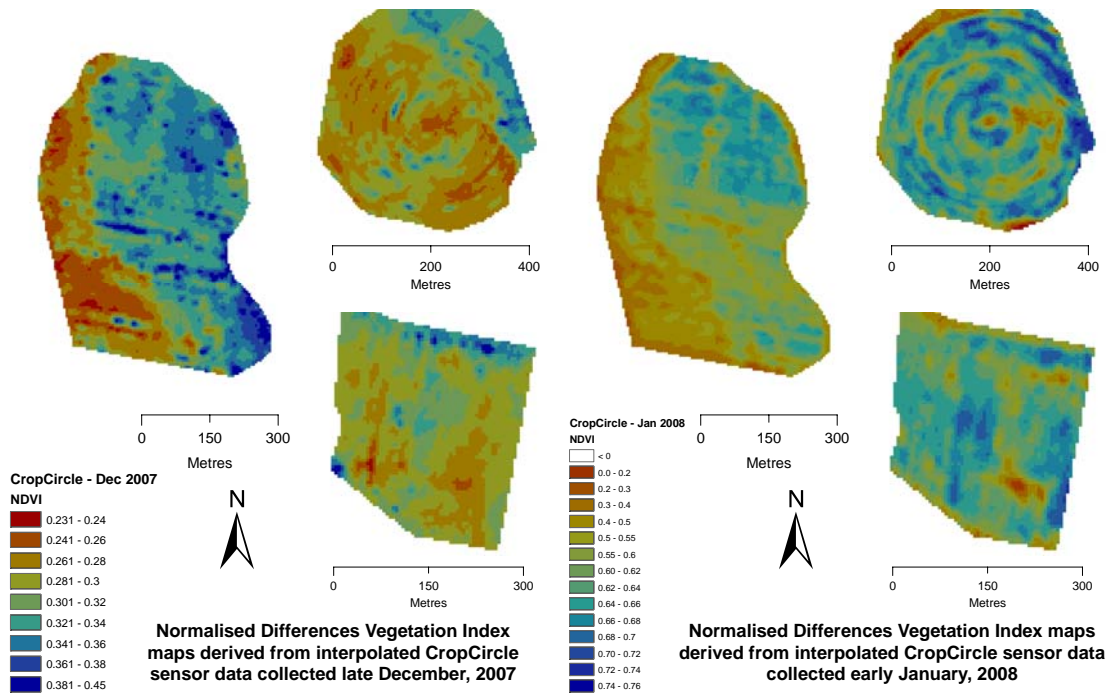 0 200 400
Metres
0 200 400
Metres
0 150 300
Metres
CropCircle - Dec 2007
NDVI
0.231 - 0.24
0.241 - 0.26
0.261 - 0.28
0.281 - 0.3
0.301 - 0.32
0.321 - 0.34
0.341 - 0.36
0.361 - 0.38
0.381 - 0.45
N
0 150 300
Metres
Normalised Differences Vegetation Index
maps derived from interpolated CropCircle
sensor data collected late December, 2007
0 150 300
Metres
CropCircle - Jan 2008
NDVI
< 0
0.0 - 0.2
0.2 - 0.3
0.3 - 0.4
0.4 - 0.5
0.5 - 0.55
0.55 - 0.6
0.60 - 0.62
0.62 - 0.64
0.64 - 0.66
0.66 - 0.68
0.68 - 0.7
0.70 - 0.72
0.72 - 0.74
0.74 - 0.76
N
0 150 300
Metres
Normalised Differences Vegetation Index maps
derived from interpolated CropCircle sensor data
collected early January, 2008